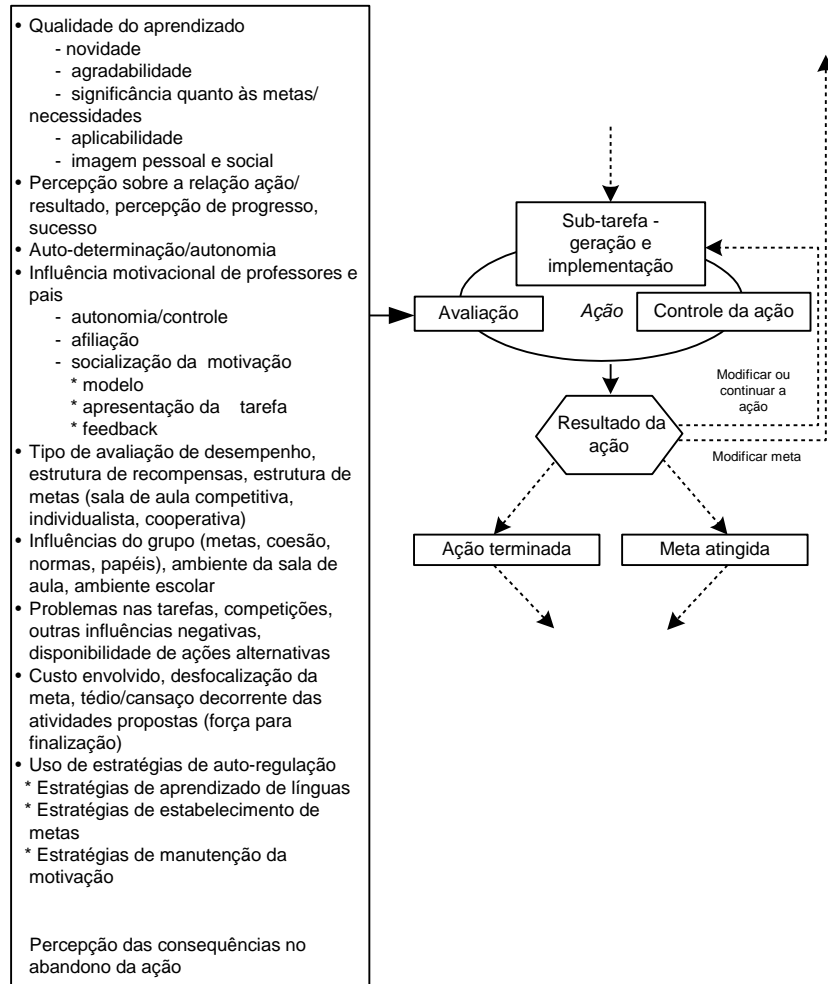 • Qualidade do aprendizado
- novidade
- agradabilidade
- significância quanto às metas/
necessidades
- aplicabilidade
- imagem pessoal e social
• Percepção sobre a relação ação/
resultado, percepção de progresso,
sucesso
• Auto-determinação/autonomia
• Influência motivacional de professores e
pais
- autonomia/controle
- afiliação
- socialização da motivação
* modelo
* apresentação da tarefa
* feedback
• Tipo de avaliação de desempenho,
estrutura de recompensas, estrutura de
metas (sala de aula competitiva,
individualista, cooperativa)
• Influências do grupo (metas, coesão,
normas, papéis), ambiente da sala de
aula, ambiente escolar
• Problemas nas tarefas, competições,
outras influências negativas,
disponibilidade de ações alternativas
• Custo envolvido, desfocalização da
meta, tédio/cansaço decorrente das
atividades propostas (força para
finalização)
• Uso de estratégias de auto-regulação
* Estratégias de aprendizado de línguas
* Estratégias de estabelecimento de
metas
* Estratégias de manutenção da
motivação
Percepção das consequências no
abandono da ação
Sub-tarefa -
geração e
implementação
Avaliação
Ação
Controle da ação
Modificar ou
continuar a
ação
Resultado da
ação
Modificar meta
Ação terminada
Meta atingida